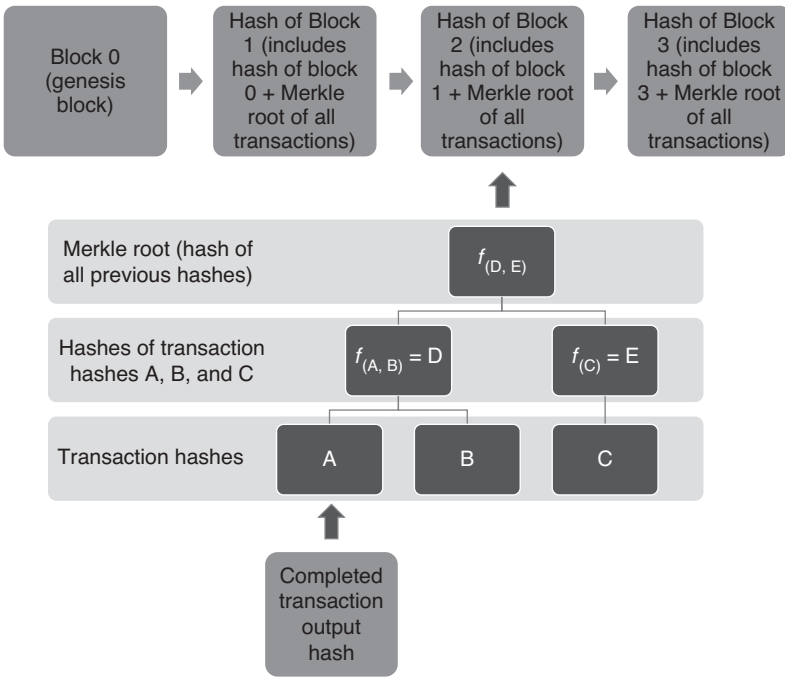 Block 0
(genesis
block)
Hash of Block
1 (includes
hash of block
0 + Merkle
root of all
transactions)
Hash of Block
2 (includes
hash of block
1 + Merkle root
of all
transactions)
Hash of Block
3 (includes
hash of block
3 + Merkle root
of all
transactions)
Merkle root (hash of
all previous hashes)
f(D, E)
Hashes of transaction
hashes A, B, and C
f(A, B) = D
f(C) = E
Transaction hashes
A
B
C
Completed
transaction
output
hash